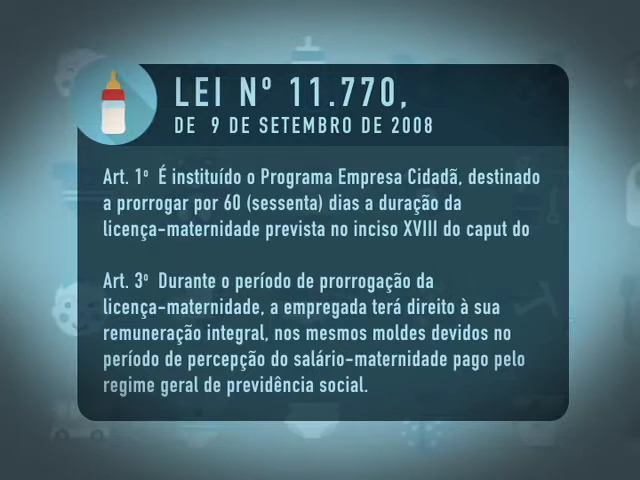 LEI Nº 11.770,
DE 9 DE SETEMBRO DE 2008
Art. 1º É instituído o Programa Empresa Cidadã, destinado
a prorrogar por 60 (sessenta) dias a duração da
licença-maternidade prevista no inciso XVIII do caput do
Art. 3º Durante o período de prorrogação da
licença-maternidade, a empregada terá direito à sua
remuneração integral, nos mesmos moldes devidos no
período de percepção do salário-maternidade pago pelo
regime geral de previdência social.